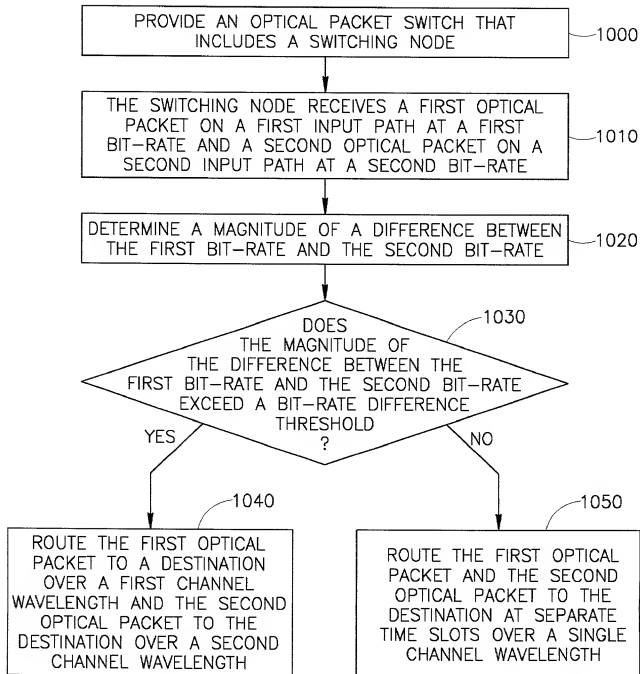 PROVIDE AN OPTICAL PACKET SWITCH THAT
INCLUDES A SWITCHING NODE
1000
THE SWITCHING NODE RECEIVES A FIRST OPTICAL
PACKET ON A FIRST INPUT PATH AT A FIRST
BIT-RATE AND A SECOND OPTICAL PACKET ON A
SECOND INPUT PATH AT A SECOND BIT-RATE
1010
DETERMINE A MAGNITUDE OF A DIFFERENCE BETWEEN
THE FIRST BIT-RATE AND THE SECOND BIT-RATE
1020
1030
DOES
THE MAGNITUDE OF
THE DIFFERENCE BETWEEN THE
FIRST BIT-RATE AND THE SECOND BIT-RATE
EXCEED A BIT-RATE DIFFERENCE
THRESHOLD
?
YES
NO
1040
ROUTE THE FIRST OPTICAL
PACKET TO A DESTINATION
OVER A FIRST CHANNEL
WAVELENGTH AND THE SECOND
OPTICAL PACKET TO THE
DESTINATION OVER A SECOND
CHANNEL WAVELENGTH
1050
ROUTE THE FIRST OPTICAL
PACKET AND THE SECOND
OPTICAL PACKET TO THE
DESTINATION AT SEPARATE
TIME SLOTS OVER A SINGLE
CHANNEL WAVELENGTH